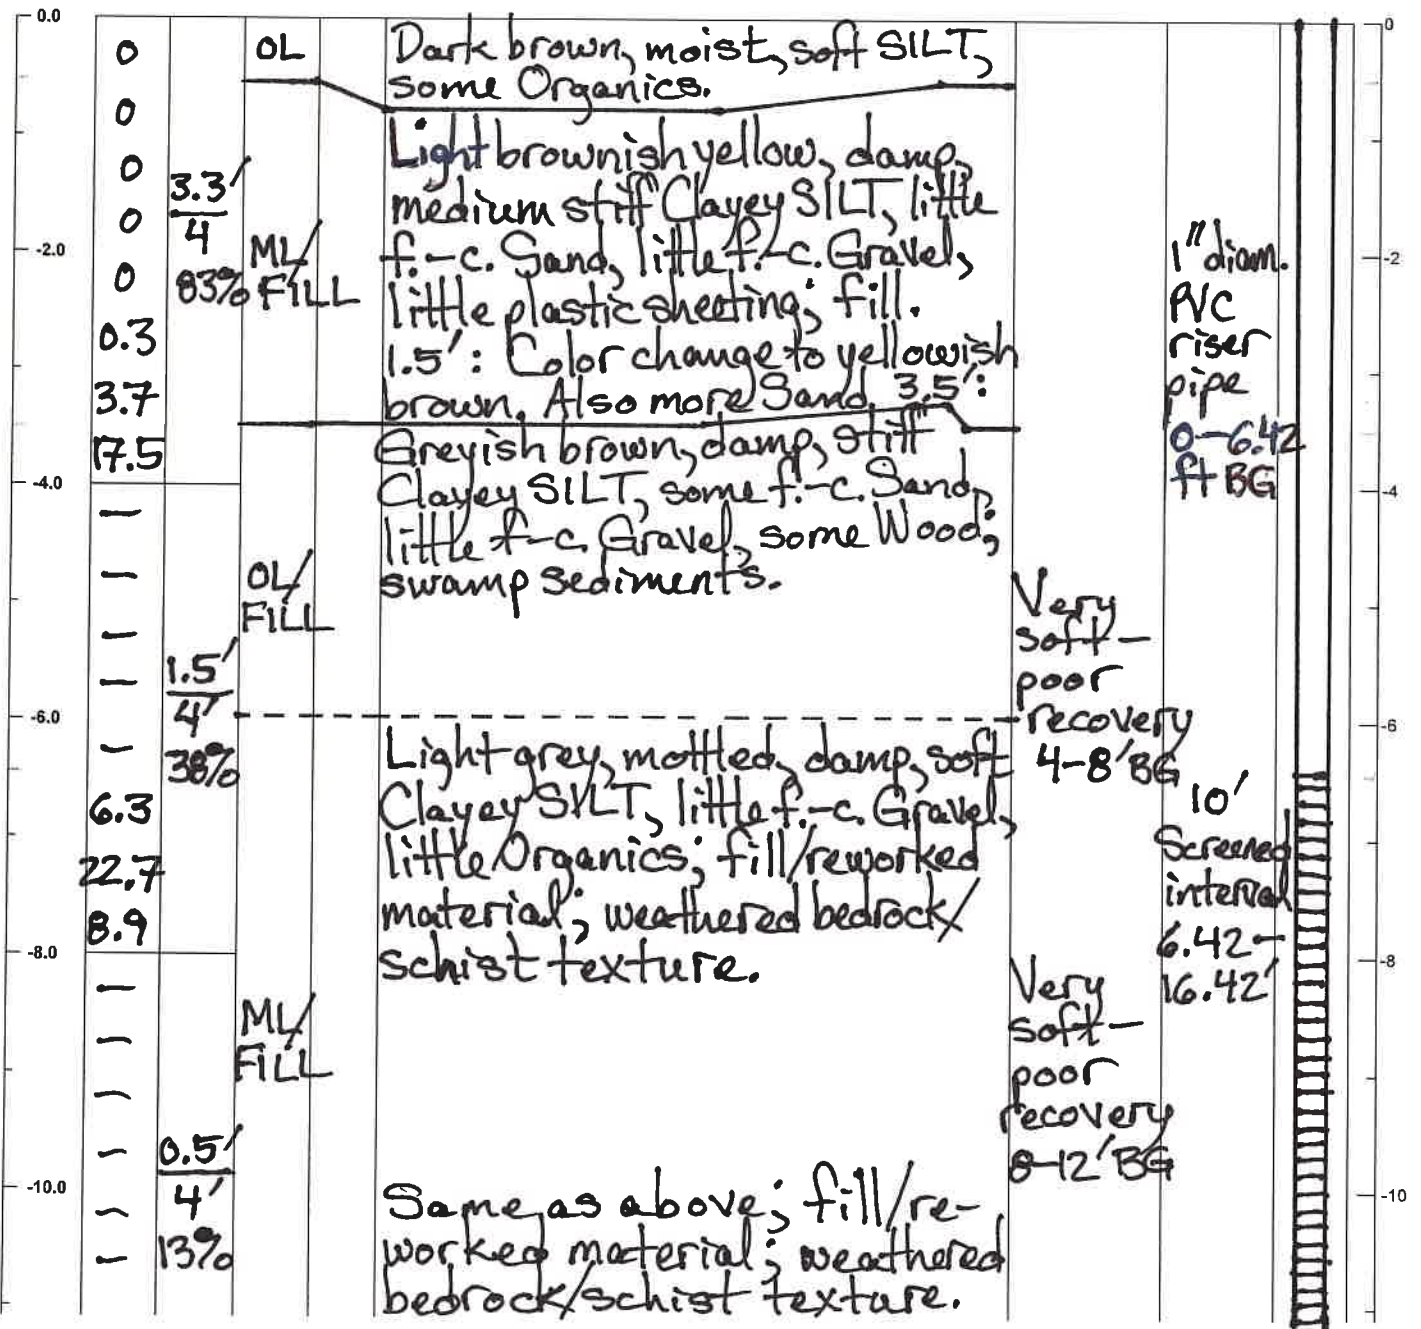 0.0
0
0
0
0
0
0.3
3.7
17.5
—
—
—
—
—
6.3
22.7
8.9
—
—
—
—
—
—
-2.0
-4.0
-6.0
-8.0
-10.0
3.3'
4
83%
1.5'
4'
38%
0.5'
4'
13%
OL
ML/
FILL
OL/
FILL
ML/
FILL
Dark brown, moist, soft SILT,
some Organics.
Light brownish yellow, damp,
medium stiff Clayey SILT, little
f.-c. Sand, little f.-c. Gravel,
little plastic sheeting; fill.
1.5': Color change to yellowish
brown. Also more Sand. 3.5':
Greyish brown, damp, stiff
Clayey SILT, some f.-c. Sand,
little f-c. Gravel, some Wood;
swamp sediments.
Light grey, mottled, damp, soft
Clayey SILT, little f.-c. Gravel,
little Organics; fill/reworked
material; weathered bedrock/
schist texture.
Same as above; fill/re-
worked material; weathered
bedrock/schist texture.
Very
soft—
poor
recovery
4-8' BG
Very
soft—
poor
recovery
8-12' BG
1" diam.
PVC
riser
pipe
0—6.42
ft BG
10'
Screened
interval
6.42-
16.42'
0
-2
-4
-6
-8
-10